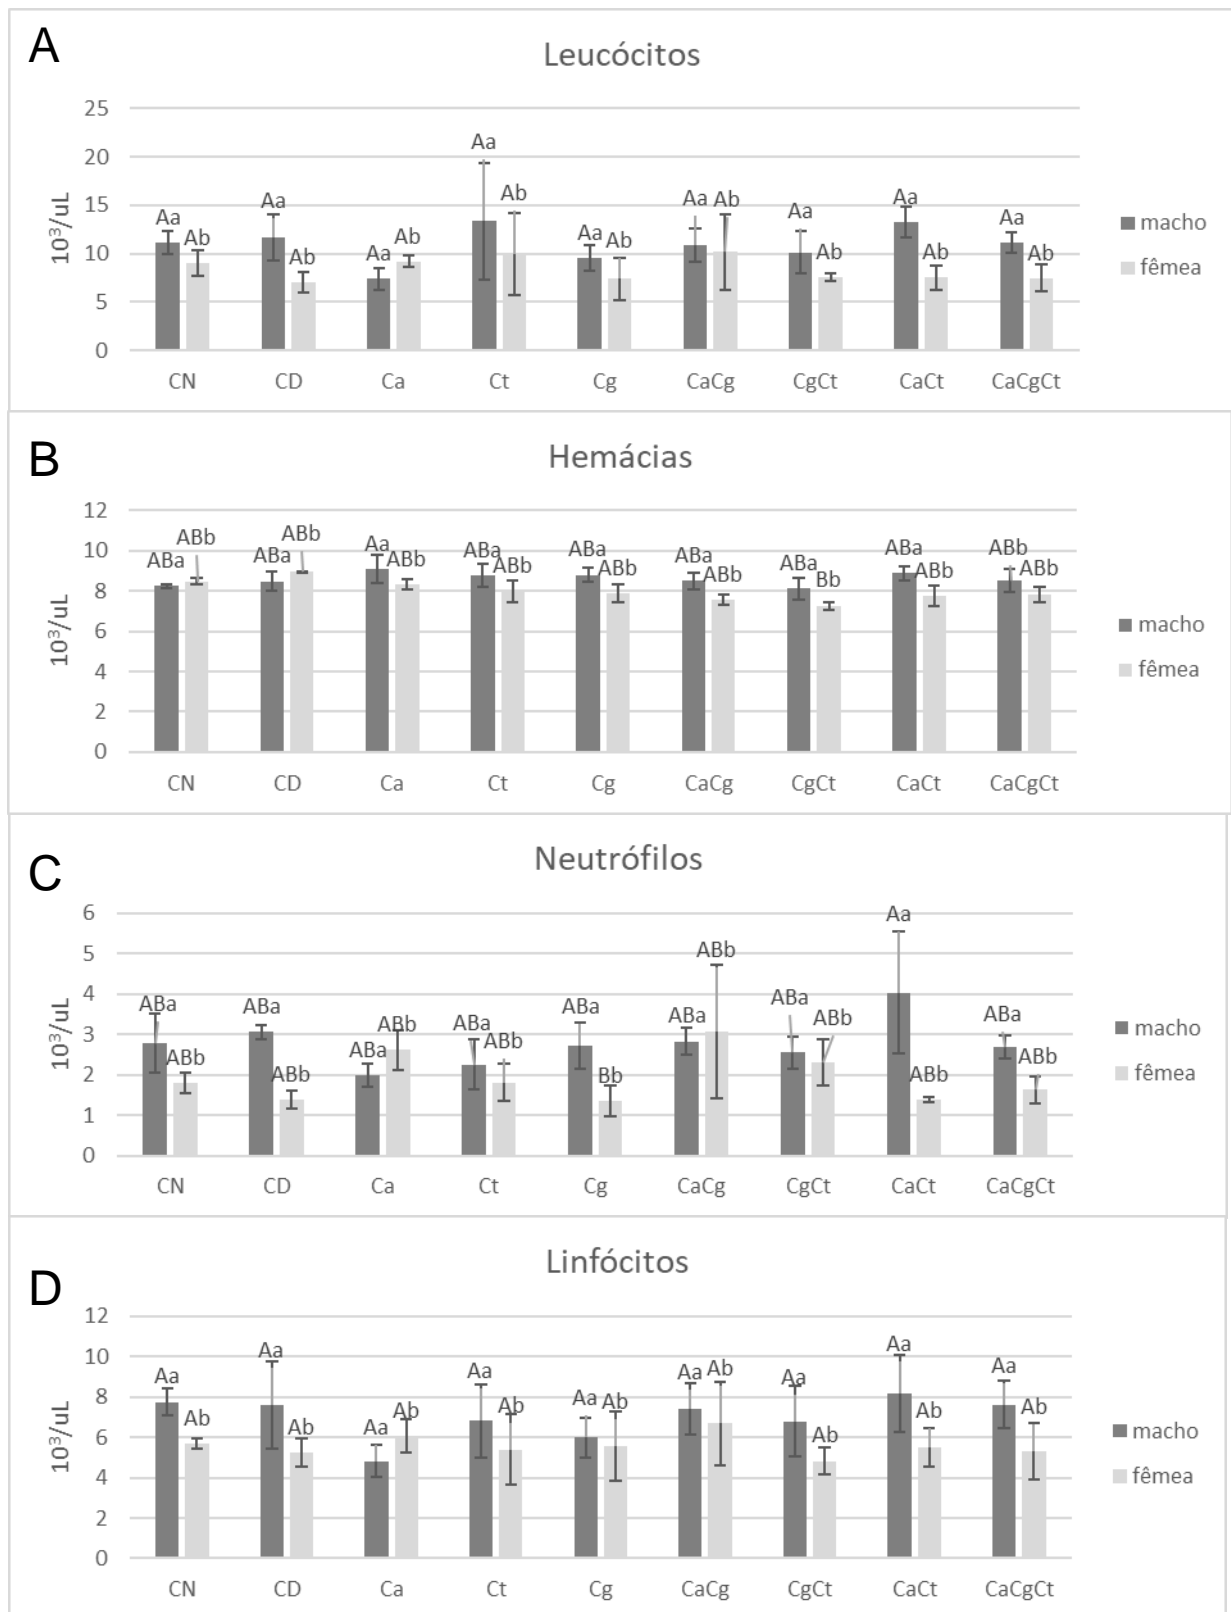 A
Leucócitos
25
20
15
10
5
0
10³/uL
Aa Ab Aa Ab Aa Ab Aa Ab Aa Ab Aa Ab Aa Ab Aa Ab Aa Ab
CN CD Ca Ct Cg CaCg CgCt CaCt CaCgCt
macho
fêmea
B
Hemácias
12
10
8
6
4
2
0
10³/uL
ABa ABb ABa ABb Aa ABb ABa ABb ABa ABb ABa ABb ABa Bb ABa ABb ABb ABb
CN CD Ca Ct Cg CaCg CgCt CaCt CaCgCt
macho
fêmea
C
Neutrófilos
6
5
4
3
2
1
0
10³/uL
ABa ABb ABa ABb ABa ABb ABa ABb ABa Bb ABa ABb ABa ABb Aa ABb ABa ABb
CN CD Ca Ct Cg CaCg CgCt CaCt CaCgCt
macho
fêmea
D
Linfócitos
12
10
8
6
4
2
0
10³/uL
Aa Ab Aa Ab Aa Ab Aa Ab Aa Ab Aa Ab Aa Ab Aa Ab Aa Ab
CN CD Ca Ct Cg CaCg CgCt CaCt CaCgCt
macho
fêmea